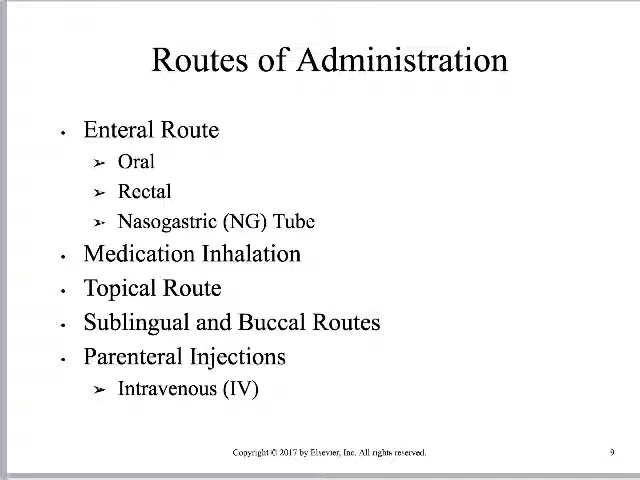 Routes of Administration
• Enteral Route
➢ Oral
➢ Rectal
➢ Nasogastric (NG) Tube
• Medication Inhalation
• Topical Route
• Sublingual and Buccal Routes
• Parenteral Injections
➢ Intravenous (IV)
Copyright © 2017 by Elsevier, Inc. All rights reserved.
9